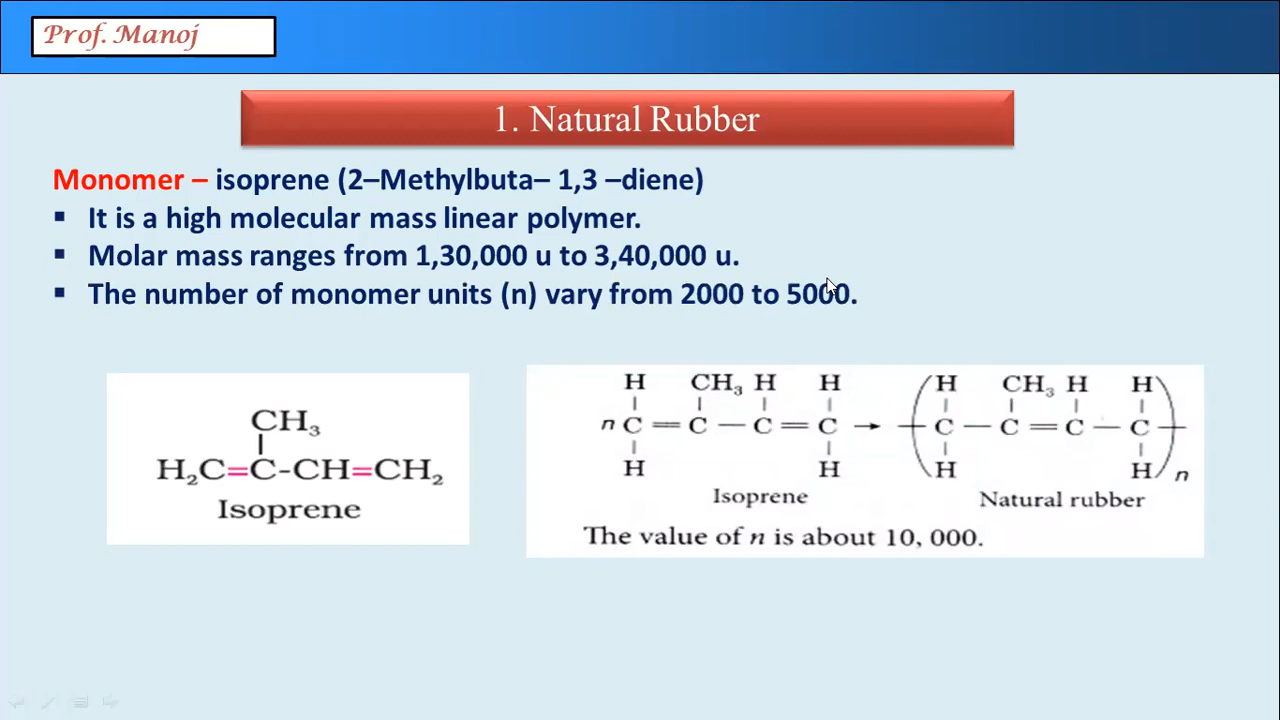 Prof. Manoj
1. Natural Rubber
Monomer – isoprene (2–Methylbuta– 1,3 –diene)
▪ It is a high molecular mass linear polymer.
▪ Molar mass ranges from 1,30,000 u to 3,40,000 u.
▪ The number of monomer units (n) vary from 2000 to 5000.
CH₃
|
H₂C=C-CH=CH₂
Isoprene
H CH₃ H H
| | | |
n C = C — C = C →
| |
H H
Isoprene
H CH₃ H H
| | | |
— C — C = C — C —
| |
H H n
Natural rubber
The value of n is about 10, 000.